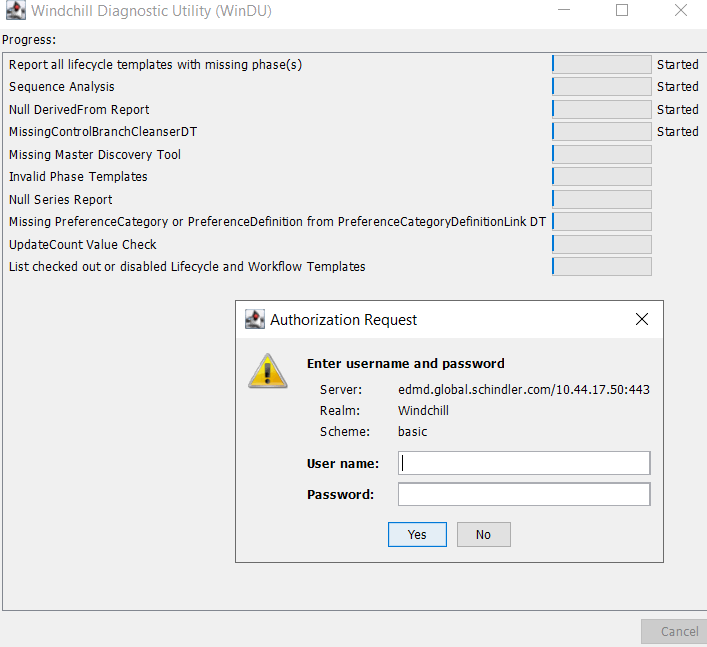 Windchill Diagnostic Utility (WinDU)
Progress:
Report all lifecycle templates with missing phase(s) Started
Sequence Analysis Started
Null DerivedFrom Report Started
MissingControlBranchCleanserDT Started
Missing Master Discovery Tool
Invalid Phase Templates
Null Series Report
Missing PreferenceCategory or PreferenceDefinition from PreferenceCategoryDefinitionLink DT
UpdateCount Value Check
List checked out or disabled Lifecycle and Workflow Templates
Authorization Request
Enter username and password
Server: edmd.global.schindler.com/10.44.17.50:443
Realm: Windchill
Scheme: basic
User name:
Password:
Yes No
Cancel